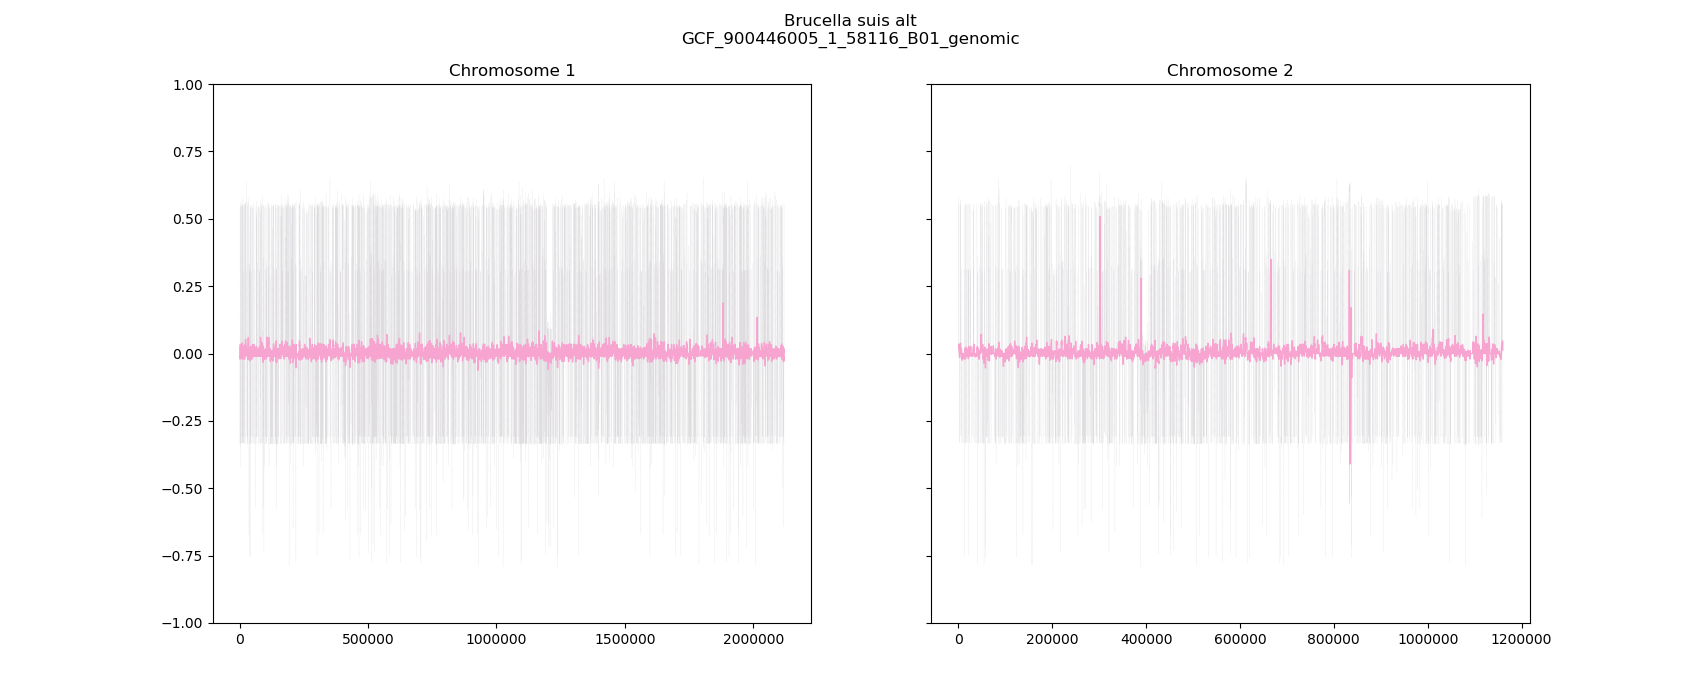 Brucella suis alt
GCF_900446005_1_58116_B01_genomic
Chromosome 1
Chromosome 2
1.00
0.75
0.50
0.25
0.00
−0.25
−0.50
−0.75
−1.00
0 500000 1000000 1500000 2000000
0 200000 400000 600000 800000 1000000 1200000